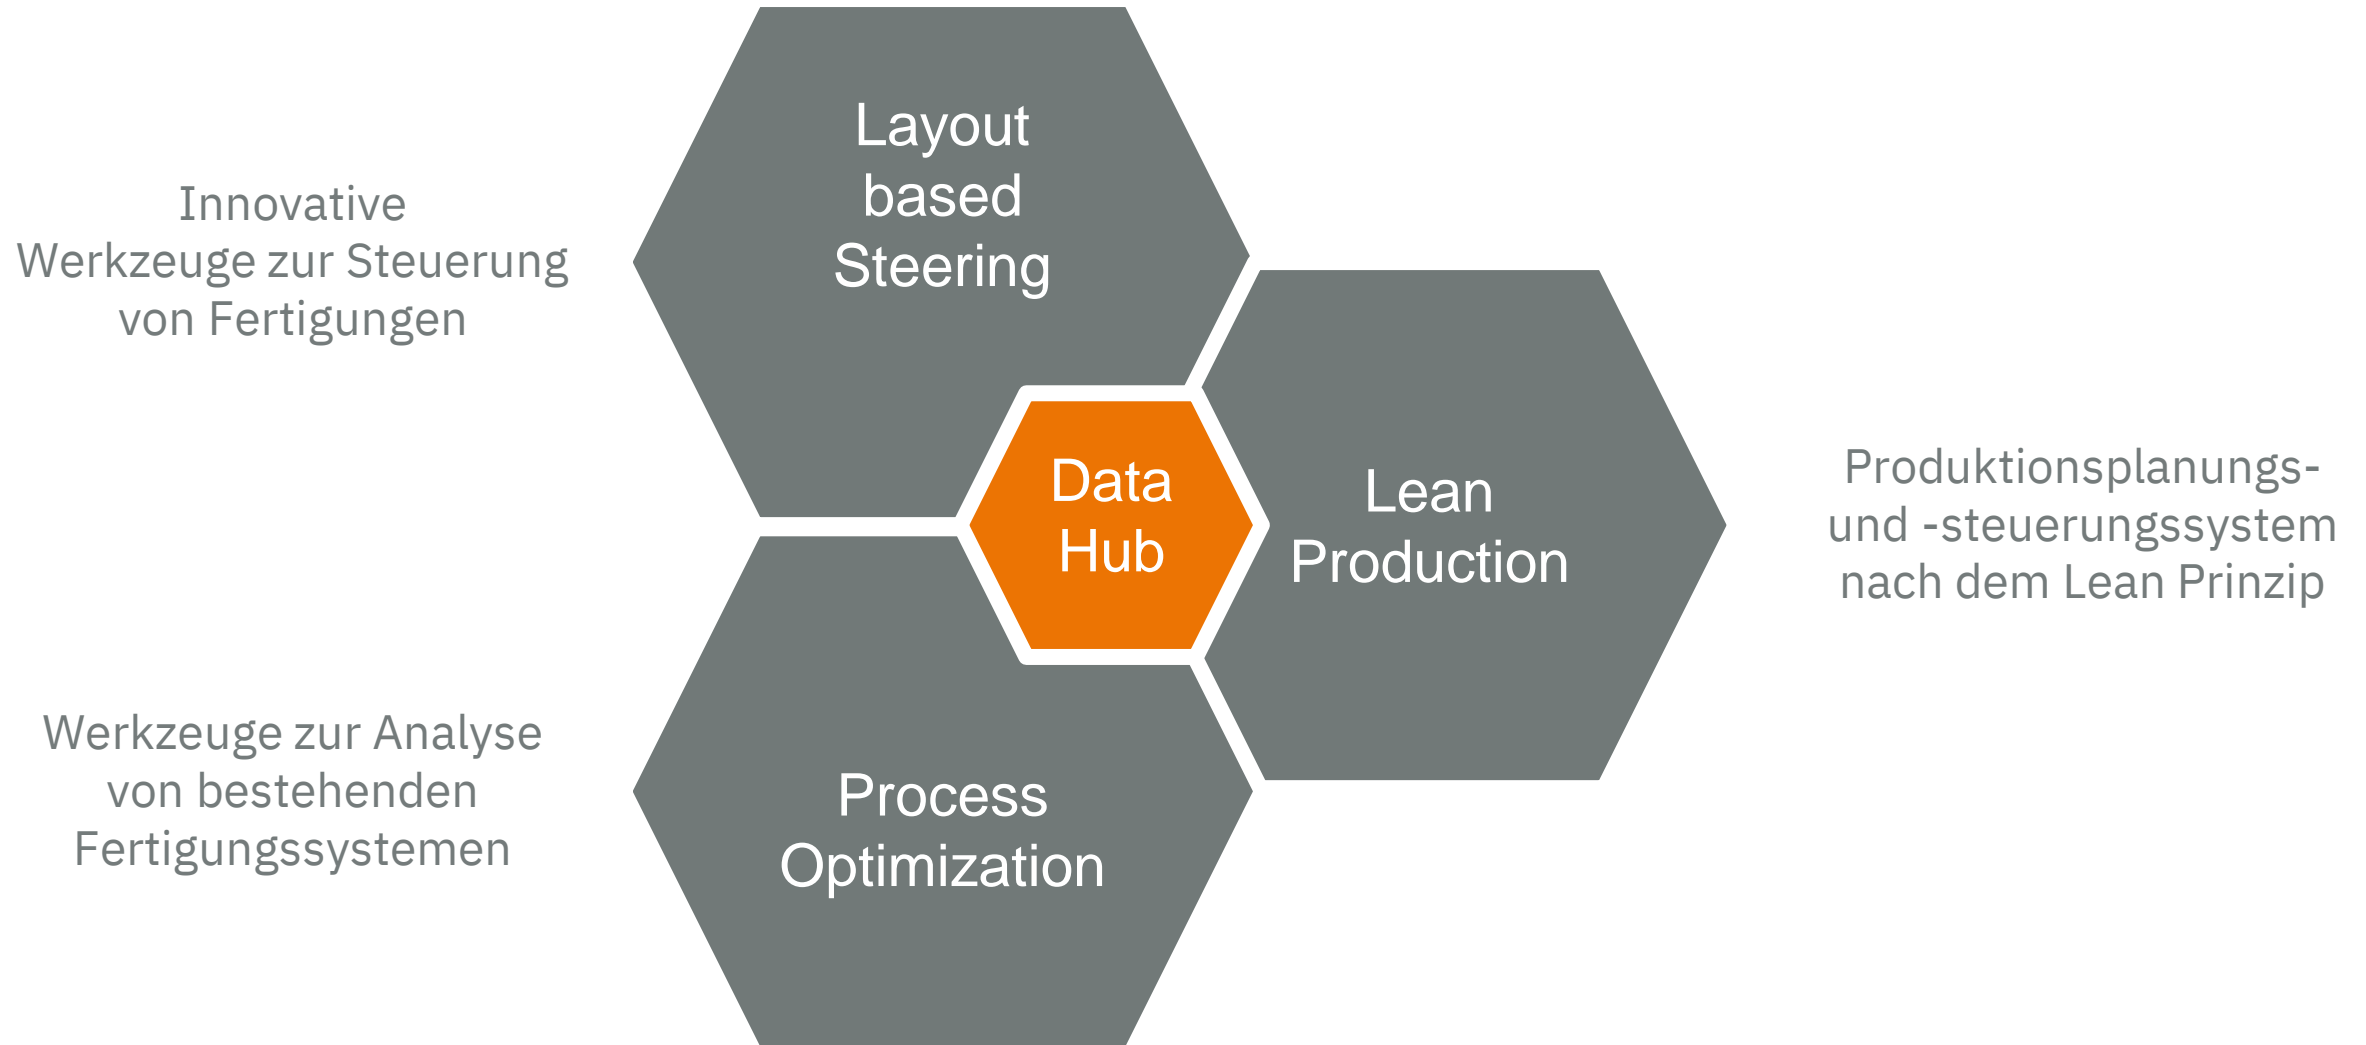 Layout
based
Steering
Innovative
Werkzeuge zur Steuerung
von Fertigungen
Data
Hub
Lean
Production
Produktionsplanungs-
und -steuerungssystem
nach dem Lean Prinzip
Werkzeuge zur Analyse
von bestehenden
Fertigungssystemen
Process
Optimization